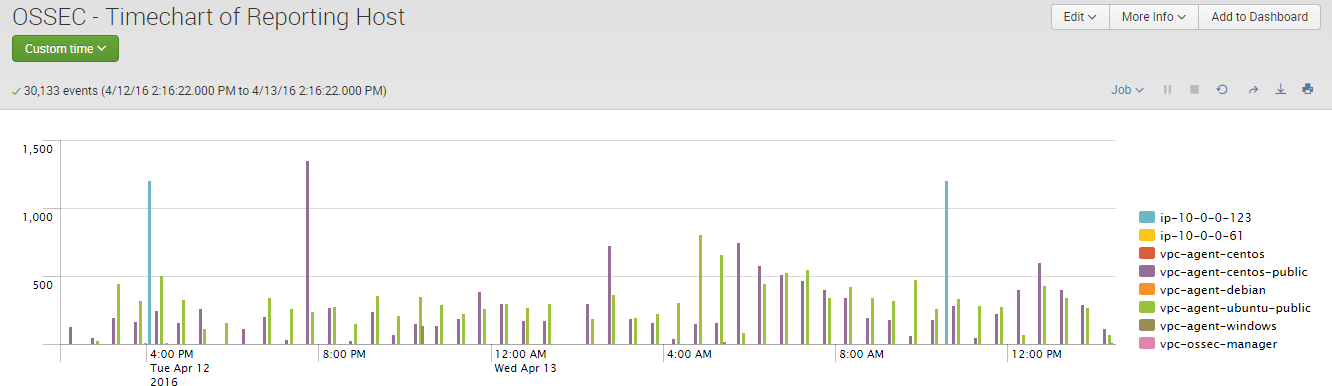 OSSEC - Timechart of Reporting Host
Edit More Info Add to Dashboard
Custom time
30,133 events (4/12/16 2:16:22.000 PM to 4/13/16 2:16:22.000 PM)
Job
1,500
1,000
500
ip-10-0-0-123
ip-10-0-0-61
vpc-agent-centos
vpc-agent-centos-public
vpc-agent-debian
vpc-agent-ubuntu-public
vpc-agent-windows
vpc-ossec-manager
4:00 PM 8:00 PM 12:00 AM 4:00 AM 8:00 AM 12:00 PM
Tue Apr 12 Wed Apr 13
2016